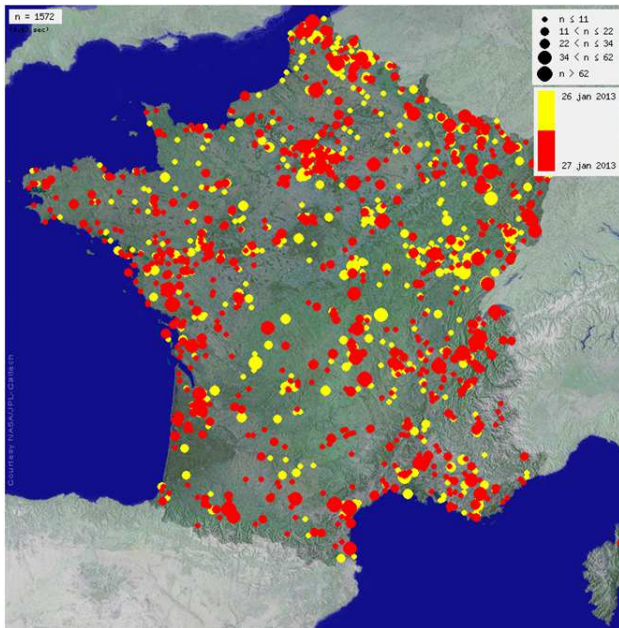 n = 1572
n ≤ 11
11 < n ≤ 22
22 < n ≤ 34
34 < n ≤ 62
n > 62
26 jan 2013
27 jan 2013
Courtesy NASA/JPL-Caltech